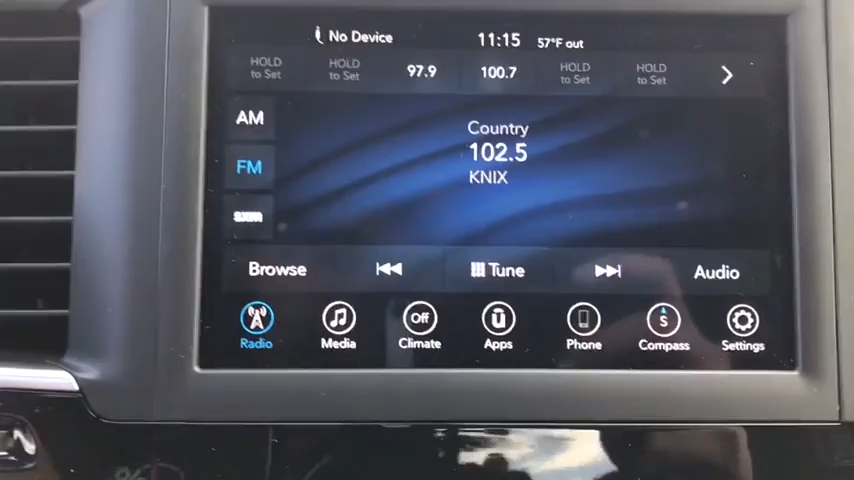 No Device 11:15 57°F out
HOLD to Set HOLD to Set 97.9 100.7 HOLD to Set HOLD to Set
AM
FM
SXM
Country
102.5
KNIX
Browse Tune Audio
Off S
Radio Media Climate Apps Phone Compass Settings